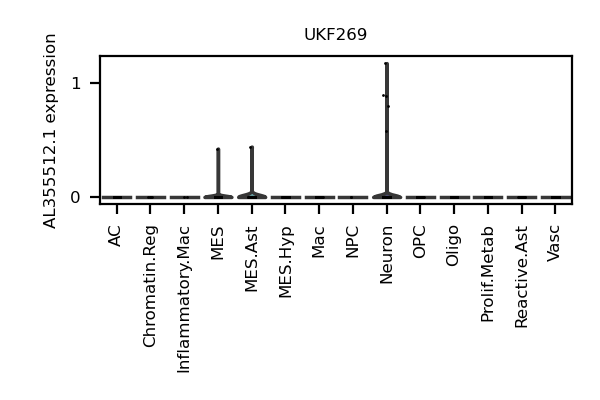 UKF269
AL355512.1 expression
1
0
AC
Chromatin.Reg
Inflammatory.Mac
MES
MES.Ast
MES.Hyp
Mac
NPC
Neuron
OPC
Oligo
Prolif.Metab
Reactive.Ast
Vasc